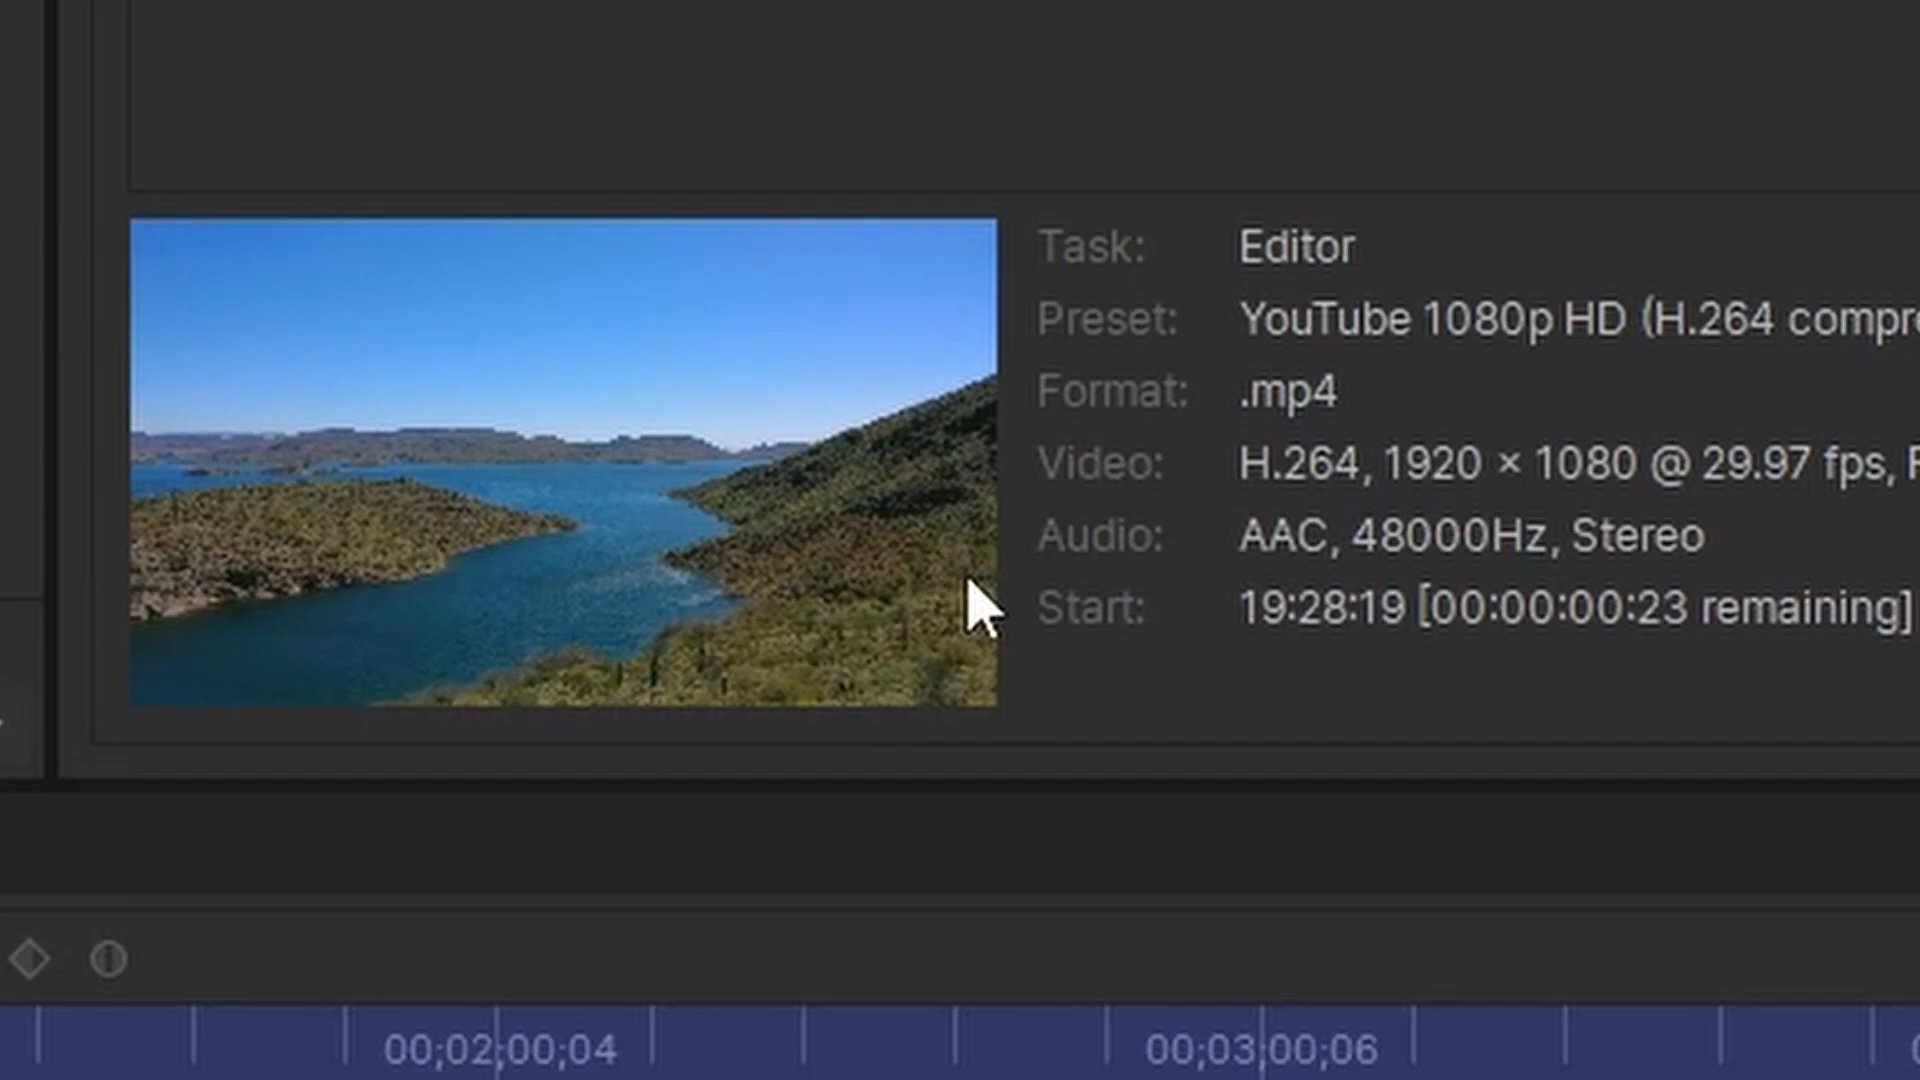 Task: Editor
Preset: YouTube 1080p HD (H.264
Format: .mp4
Video: H.264, 1920 × 1080 @ 29.97 fps,
Audio: AAC, 48000Hz, Stereo
Start: 19:28:19 [00:00:00:23 remaining]
00;02;00;04 00;03;00;06